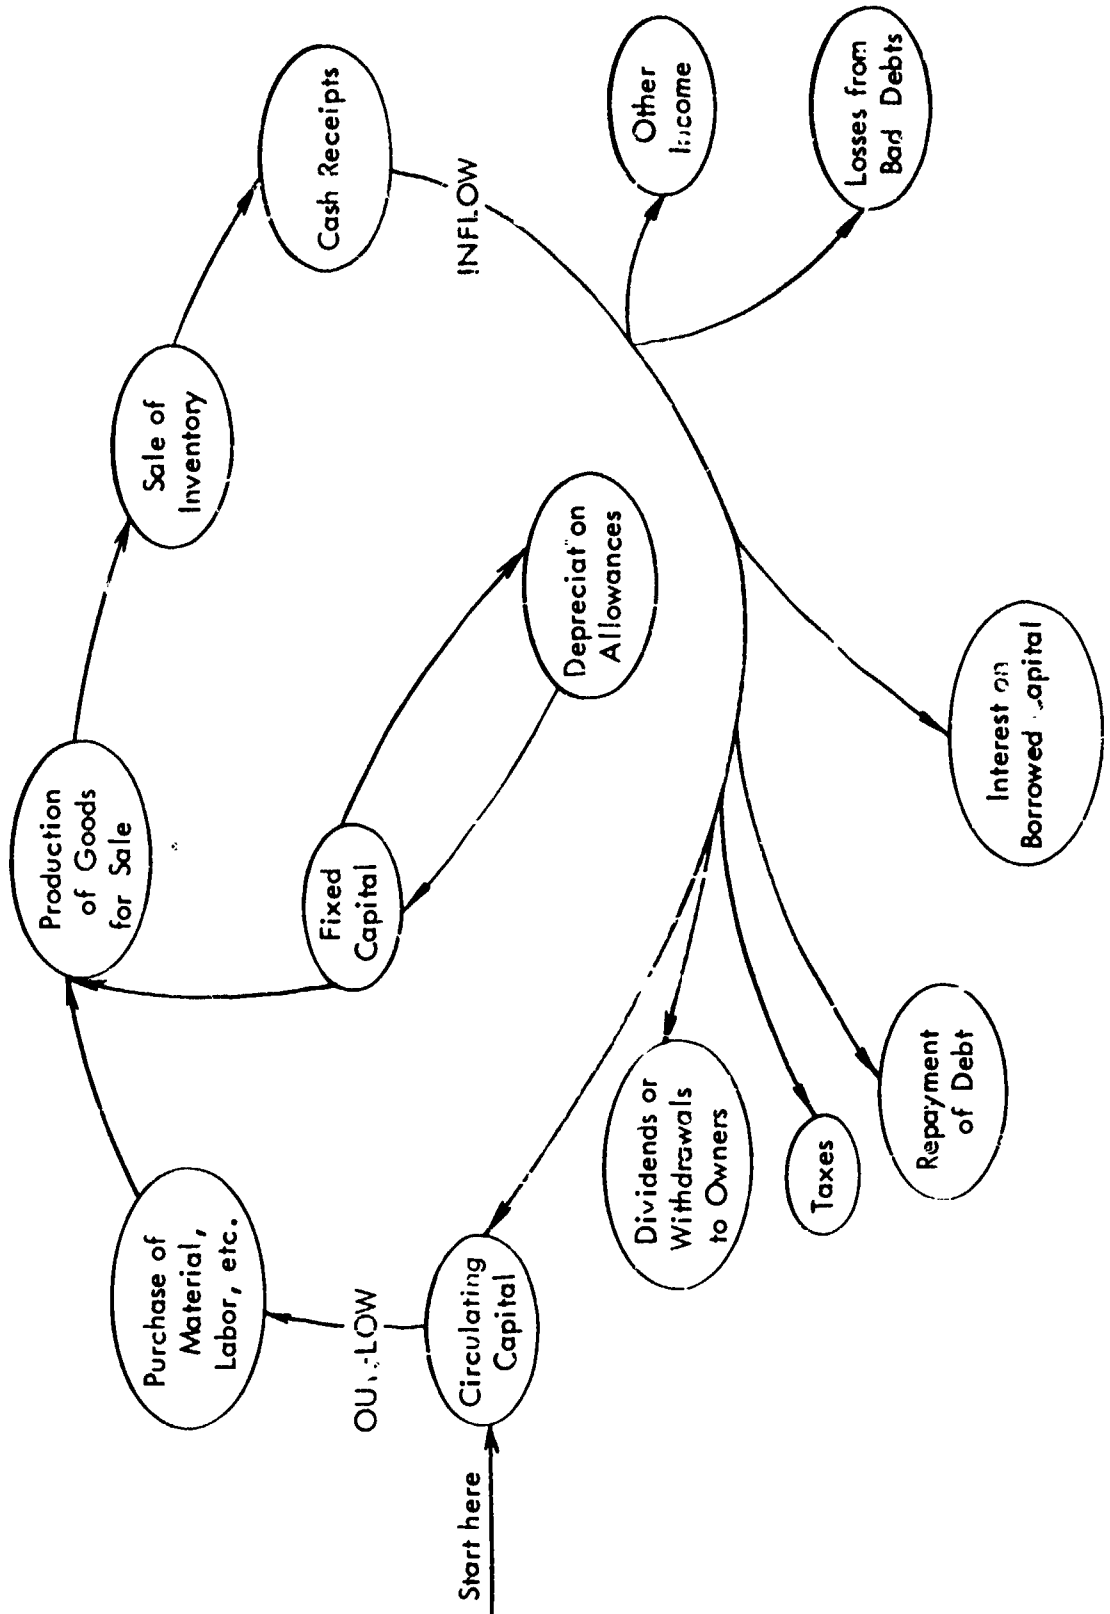 Start here
Circulating
Capital
Purchase of
Material,
Labor, etc.
Production
of Goods
for Sale
Sale of
Inventory
Cash Receipts
INFLOW
Fixed
Capital
Allowances
Other
Income
Losses from
Bad Debts
Interest on
Borrowed
Repayment
of Debt
Taxes
Dividends or
Withdrawals
to Owners